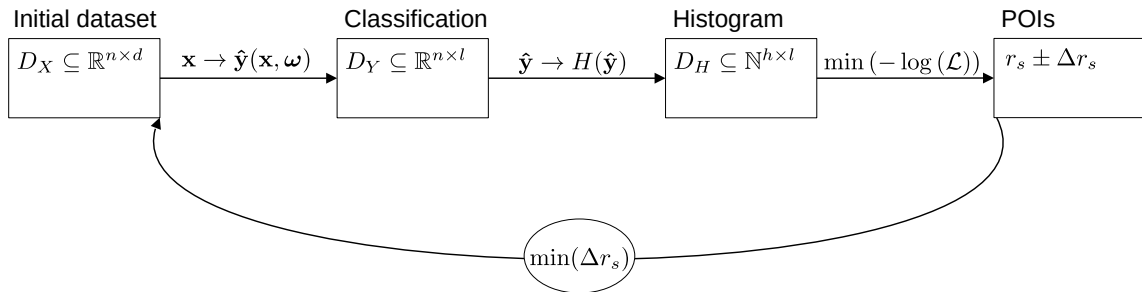 Initial dataset
Classification
Histogram
POIs
D_X ⊆ ℝ^{n×d}
𝐱 → 𝐲̂(𝐱, 𝛚)
D_Y ⊆ ℝ^{n×l}
𝐲̂ → H(𝐲̂)
D_H ⊆ ℕ^{h×l}
min (− log (ℒ))
r_s ± Δr_s
min(Δr_s)